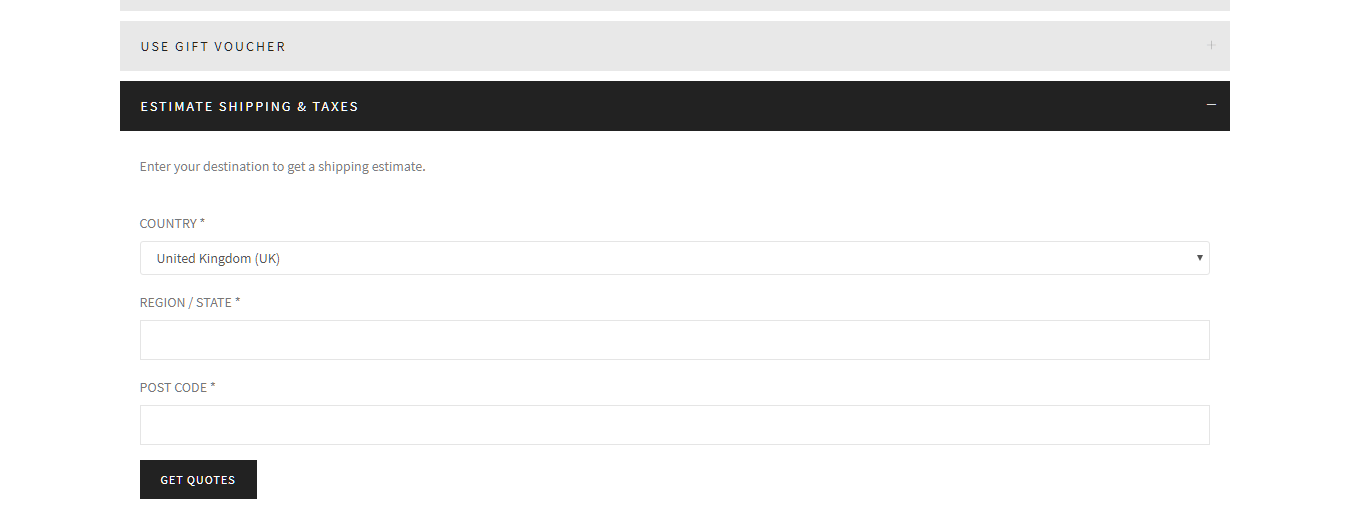 USE GIFT VOUCHER
ESTIMATE SHIPPING & TAXES
Enter your destination to get a shipping estimate.
COUNTRY *
United Kingdom (UK)
REGION / STATE *
POST CODE *
GET QUOTES